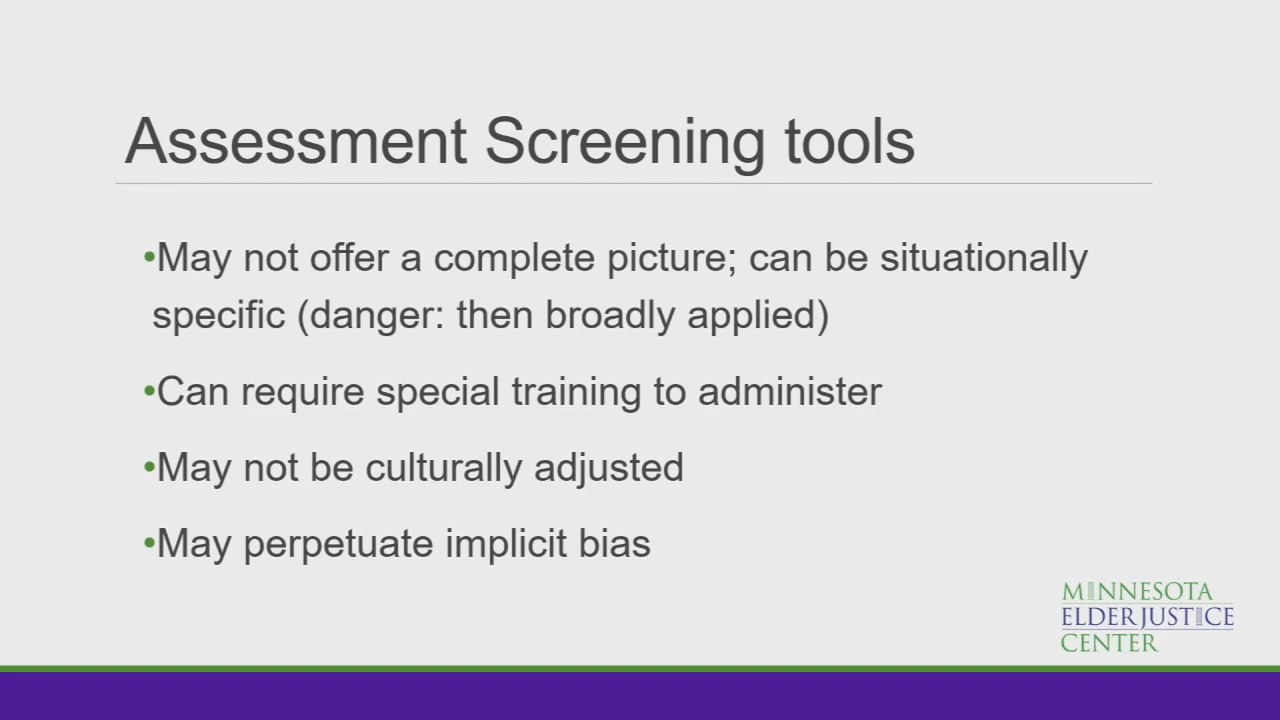 Assessment Screening tools
•May not offer a complete picture; can be situationally
specific (danger: then broadly applied)
•Can require special training to administer
•May not be culturally adjusted
•May perpetuate implicit bias
MINNESOTA
ELDER JUSTICE
CENTER